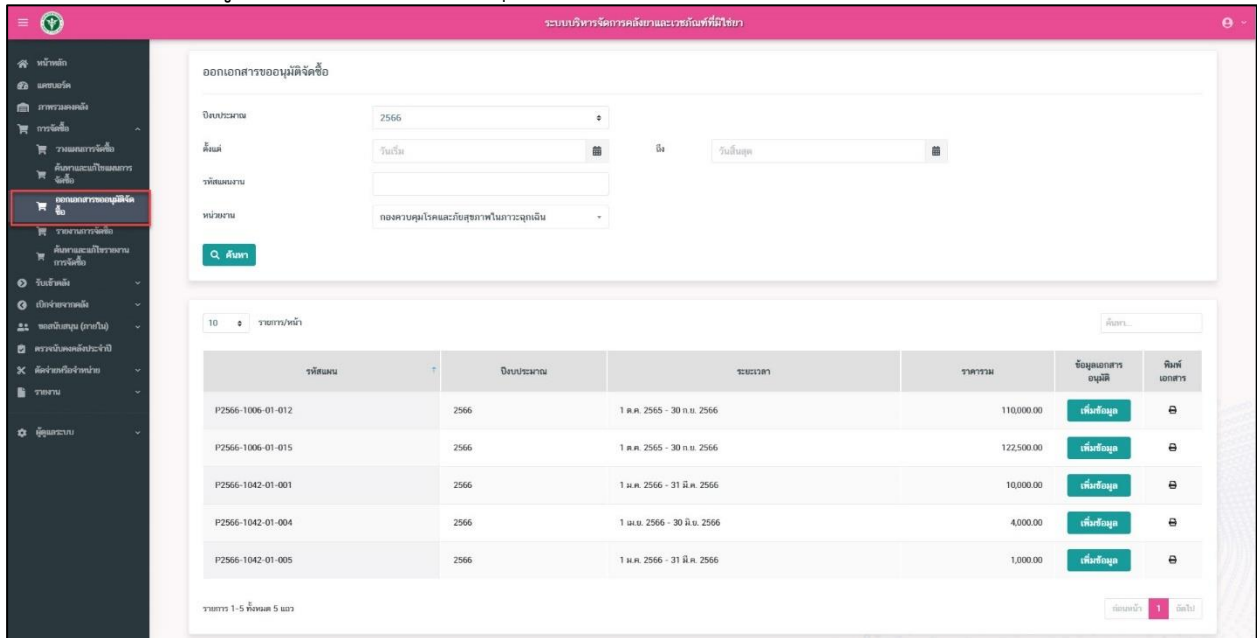 ระบบบริหารจัดการคลังยาและเวชภัณฑ์ที่มิใช่ยา
หน้าหลัก
แดชบอร์ด
ภาพรวมคงคลัง
การจัดซื้อ
วางแผนการจัดซื้อ
ค้นหาและแก้ไขแผนการ
จัดซื้อ
ออกเอกสารขออนุมัติจัด
ซื้อ
รายงานการจัดซื้อ
ค้นหาและแก้ไขรายงาน
การจัดซื้อ
รับเข้าคลัง
เบิกจ่ายจากคลัง
ขอสนับสนุน (ภายใน)
ตรวจนับคงคลังประจำปี
ตัดจ่ายหรือจำหน่าย
รายงาน
ผู้ดูแลระบบ
ออกเอกสารขออนุมัติจัดซื้อ
ปีงบประมาณ 2566
ตั้งแต่ วันเริ่ม ถึง วันสิ้นสุด
รหัสแผนงาน
หน่วยงาน กองควบคุมโรคและภัยสุขภาพในภาวะฉุกเฉิน
ค้นหา
10 รายการ/หน้า ค้นหา...
รหัสแผน ปีงบประมาณ ระยะเวลา ราคารวม ข้อมูลเอกสาร พิมพ์
อนุมัติ เอกสาร
P2566-1006-01-012 2566 1 ต.ค. 2565 - 30 ก.ย. 2566 110,000.00 เพิ่มข้อมูล
P2566-1006-01-015 2566 1 ต.ค. 2565 - 30 ก.ย. 2566 122,500.00 เพิ่มข้อมูล
P2566-1042-01-001 2566 1 ม.ค. 2566 - 31 มี.ค. 2566 10,000.00 เพิ่มข้อมูล
P2566-1042-01-004 2566 1 เม.ย. 2566 - 30 มิ.ย. 2566 4,000.00 เพิ่มข้อมูล
P2566-1042-01-005 2566 1 ม.ค. 2566 - 31 มี.ค. 2566 1,000.00 เพิ่มข้อมูล
รายการ 1-5 ทั้งหมด 5 แถว ก่อนหน้า 1 ถัดไป